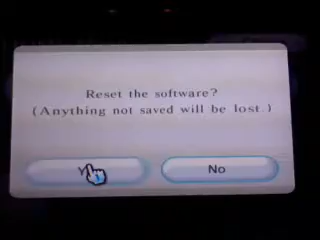 Reset the software?
(Anything not saved will be lost.)
No